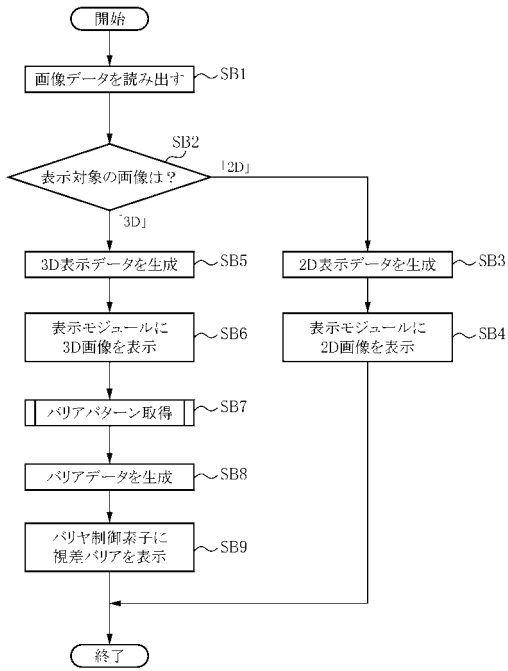 開始
画像データを読み出す
SB1
SB2
表示対象の画像は？
「2D」
「3D」
3D表示データを生成
SB5
2D表示データを生成
SB3
表示モジュールに
3D画像を表示
SB6
表示モジュールに
2D画像を表示
SB4
バリアパターン取得
SB7
バリアデータを生成
SB8
バリヤ制御素子に
視差バリアを表示
SB9
終了